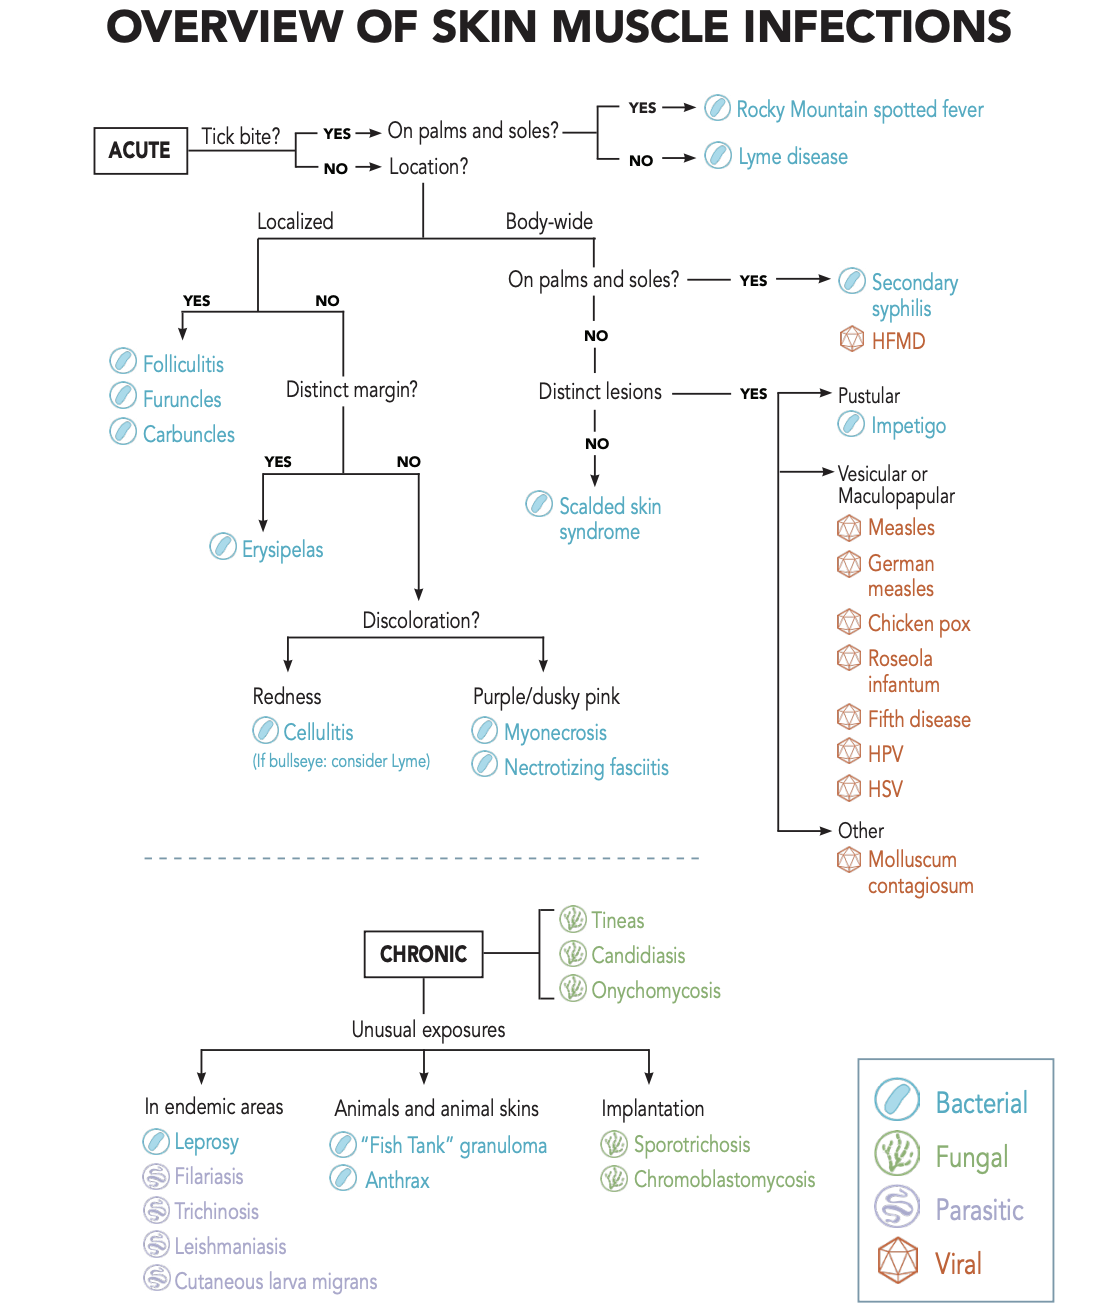 OVERVIEW OF SKIN MUSCLE INFECTIONS
ACUTE
Tick bite?
YES
On palms and soles?
YES
Rocky Mountain spotted fever
NO
Lyme disease
NO
Location?
Localized
Body-wide
YES
NO
Folliculitis
Furuncles
Carbuncles
Distinct margin?
YES
NO
Erysipelas
Discoloration?
Redness
Cellulitis
(If bullseye: consider Lyme)
Purple/dusky pink
Myonecrosis
Nectrotizing fasciitis
On palms and soles?
YES
Secondary
syphilis
HFMD
NO
Distinct lesions
YES
NO
Scalded skin
syndrome
Pustular
Impetigo
Vesicular or
Maculopapular
Measles
German
measles
Chicken pox
Roseola
infantum
Fifth disease
HPV
HSV
Other
Molluscum
contagiosum
CHRONIC
Tineas
Candidiasis
Onychomycosis
Unusual exposures
In endemic areas
Leprosy
Filariasis
Trichinosis
Leishmaniasis
Cutaneous larva migrans
Animals and animal skins
“Fish Tank” granuloma
Anthrax
Implantation
Sporotrichosis
Chromoblastomycosis
Bacterial
Fungal
Parasitic
Viral